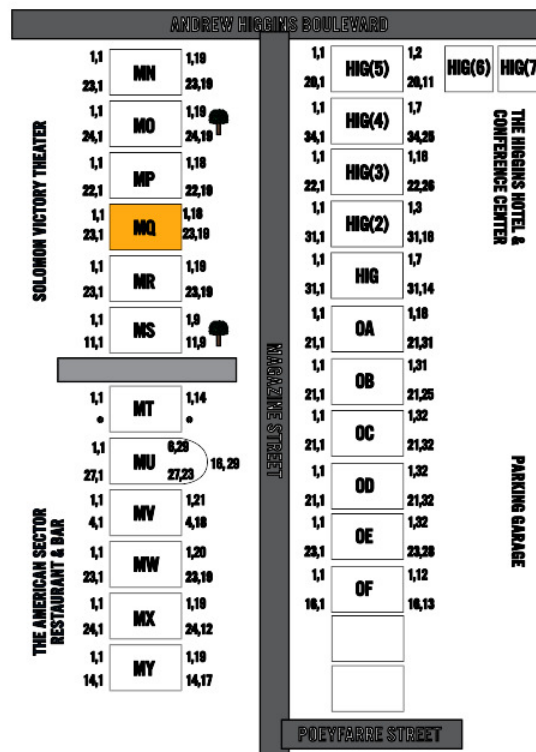 ANDREW HIGGINS BOULEVARD
SOLOMON VICTORY THEATER
1,1 MN 1,19
23,1 23,19
1,1 MO 1,19
24,1 24,19
1,1 MP 1,18
22,1 22,19
1,1 MQ 1,18
23,1 23,19
1,1 MR 1,19
23,1 23,19
1,1 MS 1,9
11,1 11,9
THE AMERICAN SECTOR
RESTAURANT & BAR
1,1 MT 1,14
* *
1,1 MU 6,29
27,1 27,23 16,29
1,1 MV 1,21
4,1 4,18
1,1 MW 1,20
23,1 23,19
1,1 MX 1,19
24,1 24,12
1,1 MY 1,19
14,1 14,17
MAGAZINE STREET
1,1 HIG(5) 1,2 HIG(6) HIG(7
20,1 20,11
1,1 HIG(4) 1,7
34,1 34,25
1,1 HIG(3) 1,16
22,1 22,26
1,1 HIG(2) 1,3
31,1 31,16
1,1 HIG 1,7
31,1 31,14
1,1 OA 1,18
21,1 21,31
1,1 OB 1,31
21,1 21,25
1,1 OC 1,32
21,1 21,32
1,1 OD 1,32
21,1 21,32
1,1 OE 1,32
23,1 23,28
1,1 OF 1,12
16,1 16,13
THE HIGGINS HOTEL &
CONFERENCE CENTER
PARKING GARAGE
POEYFARRE STREET